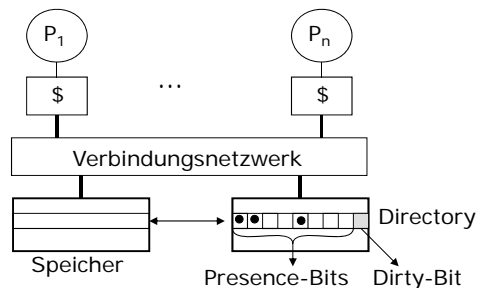 P1 Pn
$ ... $
Verbindungsnetzwerk
Directory
Speicher
Presence-Bits Dirty-Bit